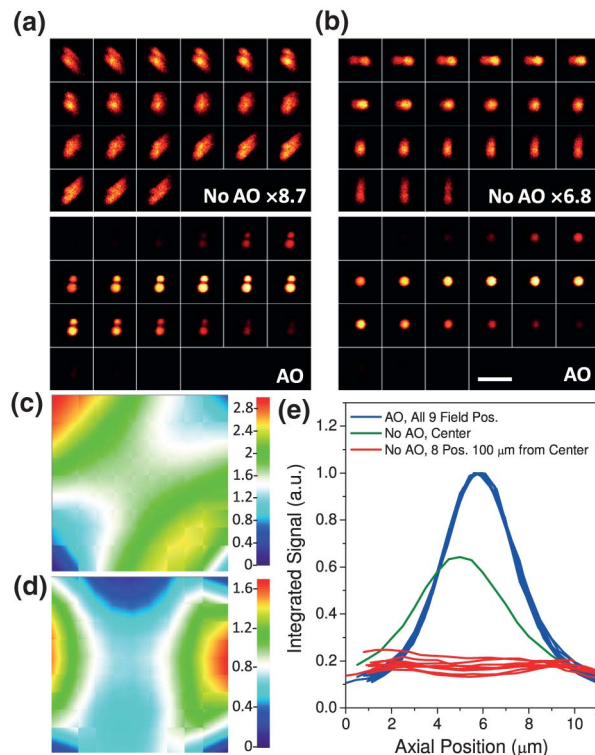 (a)
(b)
No AO ×8.7
No AO ×6.8
AO
AO
(c)
3.0
2.6
2.2
1.8
1.4
1.2
0.8
0.4
0
(d)
1.6
1.2
0.8
0.4
0
(e)
AO, All 9 Field Pos.
No AO, Center
No AO, 8 Pos. 100 μm from Center
Integrated Signal (a.u.)
1.2
1.0
0.8
0.6
0.4
0.2
0.0
0 2 4 6 8 10
Axial Position (μm)